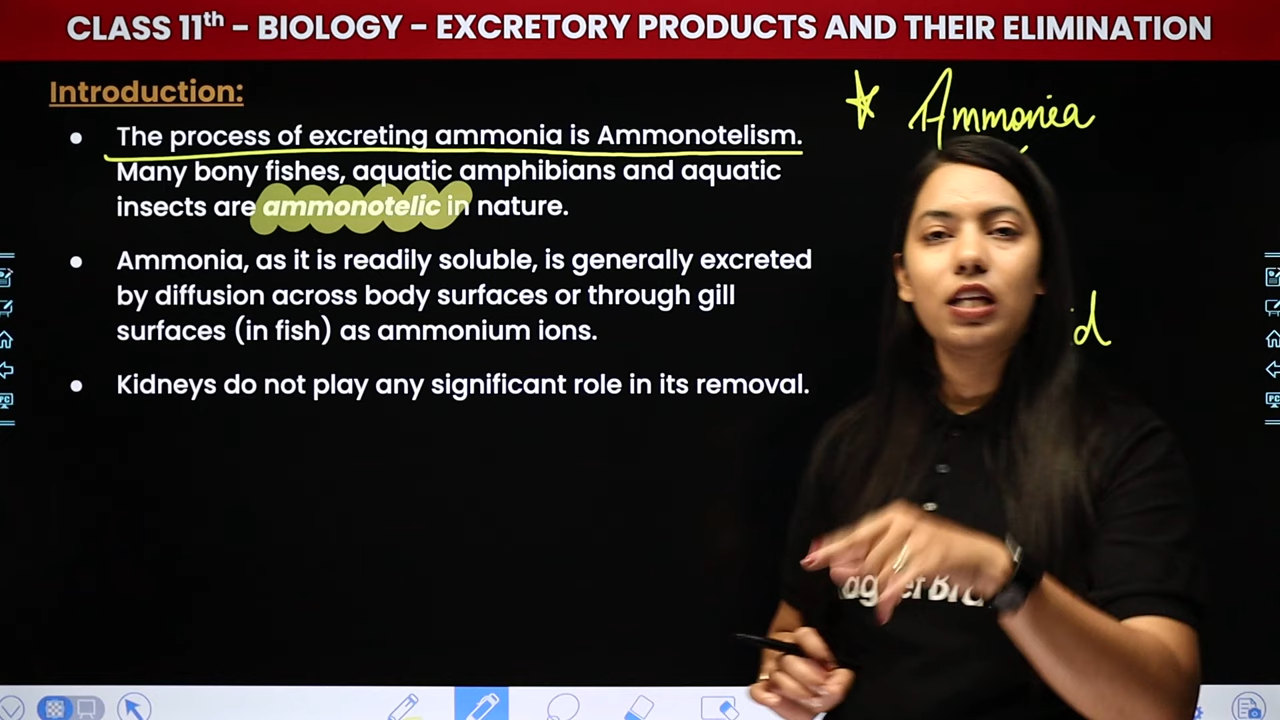 CLASS 11th – BIOLOGY – EXCRETORY PRODUCTS AND THEIR ELIMINATION
Introduction:
Ammonia
• The process of excreting ammonia is Ammonotelism.
Many bony fishes, aquatic amphibians and aquatic
insects are ammonotelic in nature.
• Ammonia, as it is readily soluble, is generally excreted
by diffusion across body surfaces or through gill
surfaces (in fish) as ammonium ions.
d
• Kidneys do not play any significant role in its removal.